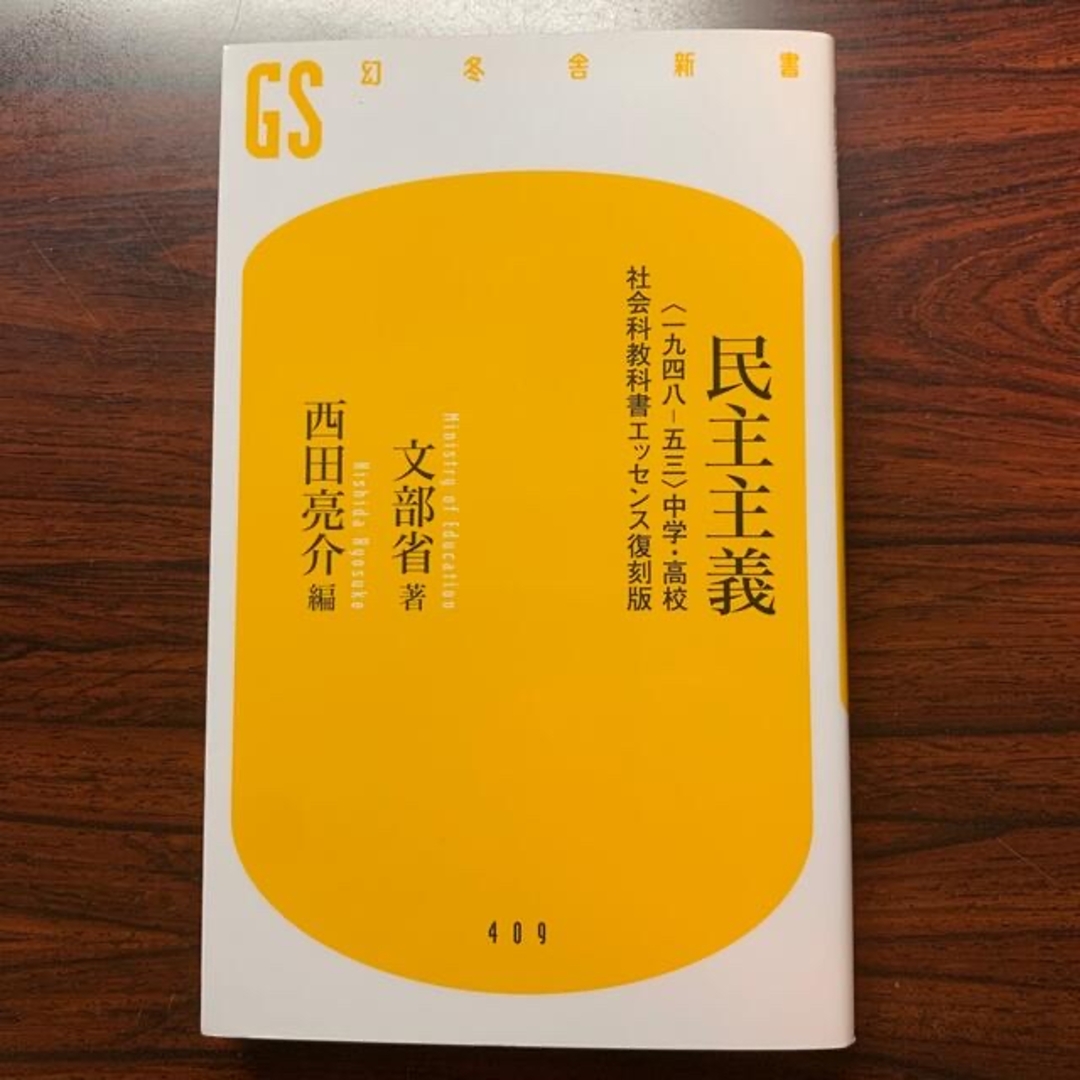 GS
幻冬舎新書
民主主義
〈一九四八－五三〉中学・高校
社会科教科書エッセンス復刻版
Ministry of Education
文部省 著
Nishida Ryosuke
西田亮介 編
409